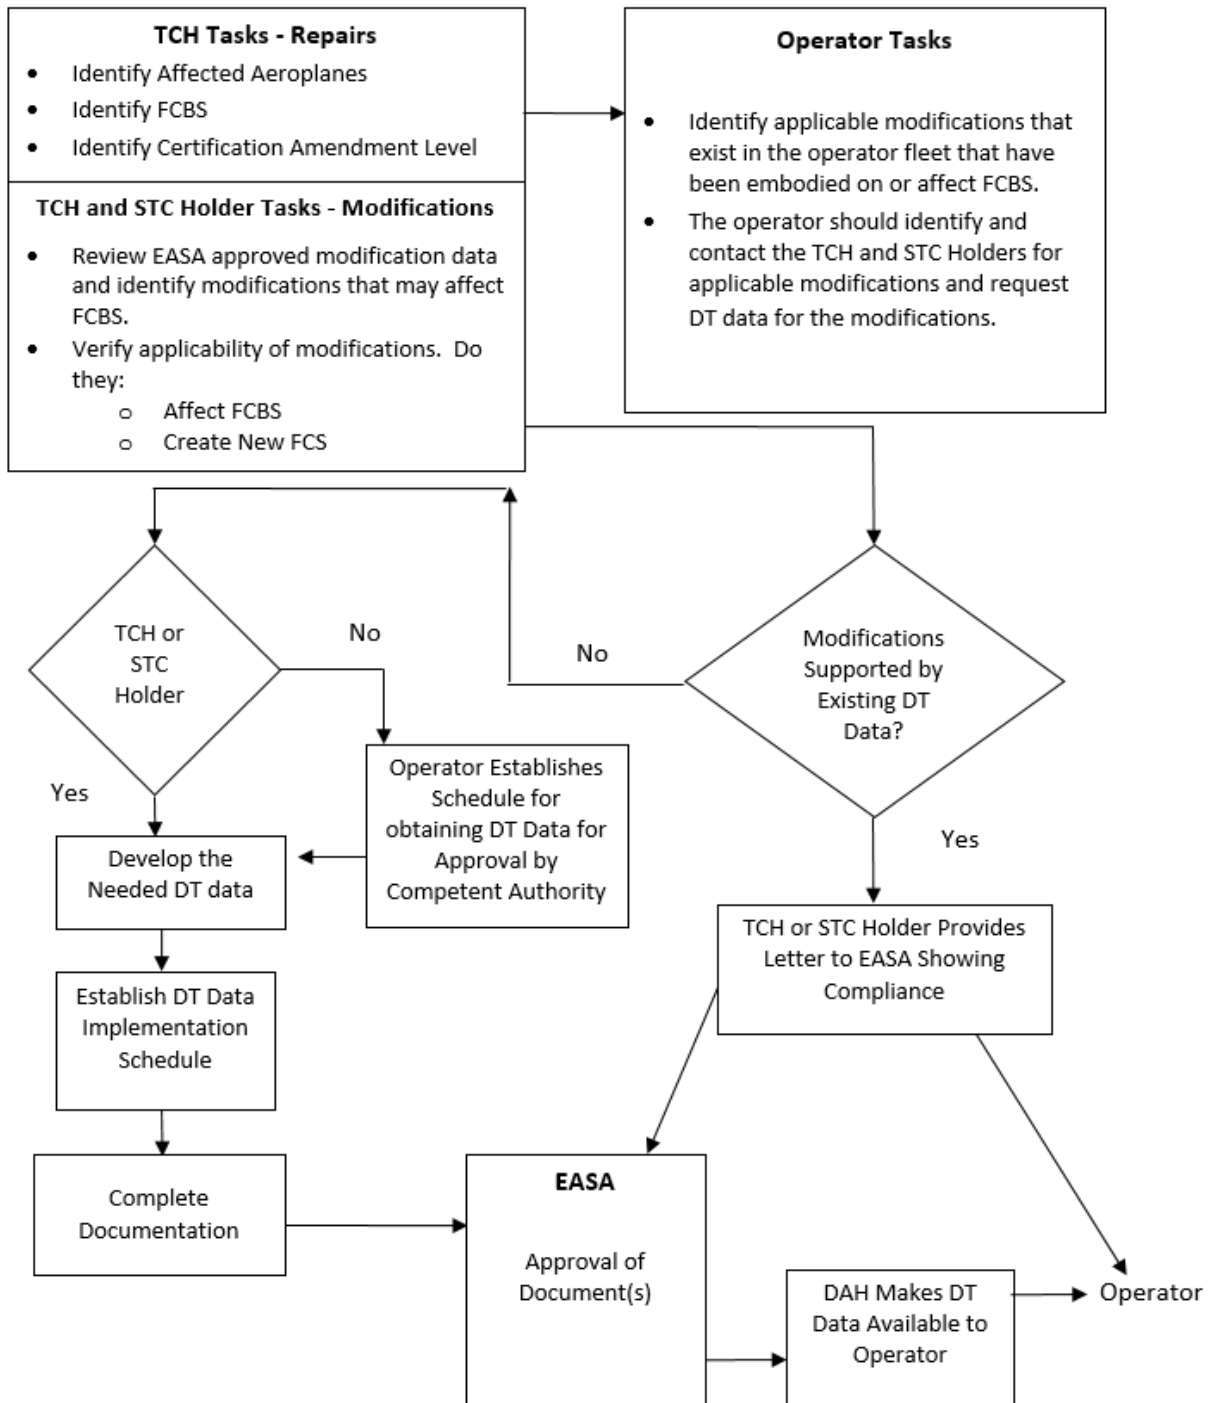 TCH Tasks - Repairs
• Identify Affected Aeroplanes
• Identify FCBS
• Identify Certification Amendment Level
TCH and STC Holder Tasks - Modifications
• Review EASA approved modification data
and identify modifications that may affect
FCBS.
• Verify applicability of modifications. Do
they:
o Affect FCBS
o Create New FCS
Operator Tasks
• Identify applicable modifications that
exist in the operator fleet that have
been embodied on or affect FCBS.
• The operator should identify and
contact the TCH and STC Holders for
applicable modifications and request
DT data for the modifications.
TCH or
STC
Holder
No
Yes
No
Modifications
Supported by
Existing DT
Data?
Yes
Operator Establishes
Schedule for
obtaining DT Data for
Approval by
Competent Authority
Develop the
Needed DT data
Establish DT Data
Implementation
Schedule
Complete
Documentation
TCH or STC Holder Provides
Letter to EASA Showing
Compliance
EASA
Approval of
Document(s)
DAH Makes DT
Data Available to
Operator
Operator